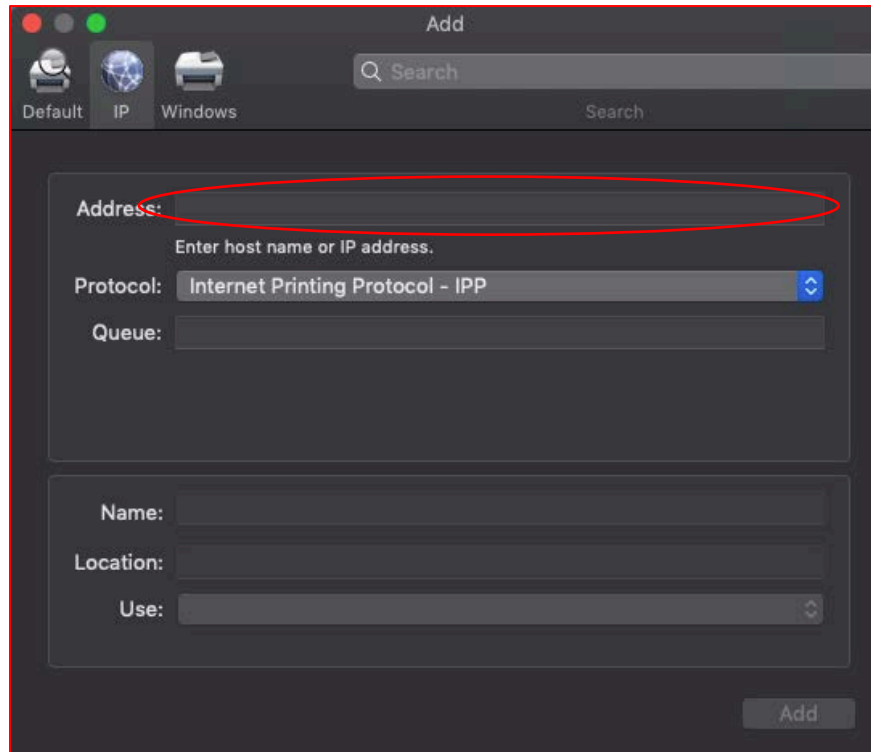 Add
Search
Default IP Windows Search
Address:
Enter host name or IP address.
Protocol: Internet Printing Protocol - IPP
Queue:
Name:
Location:
Use:
Add